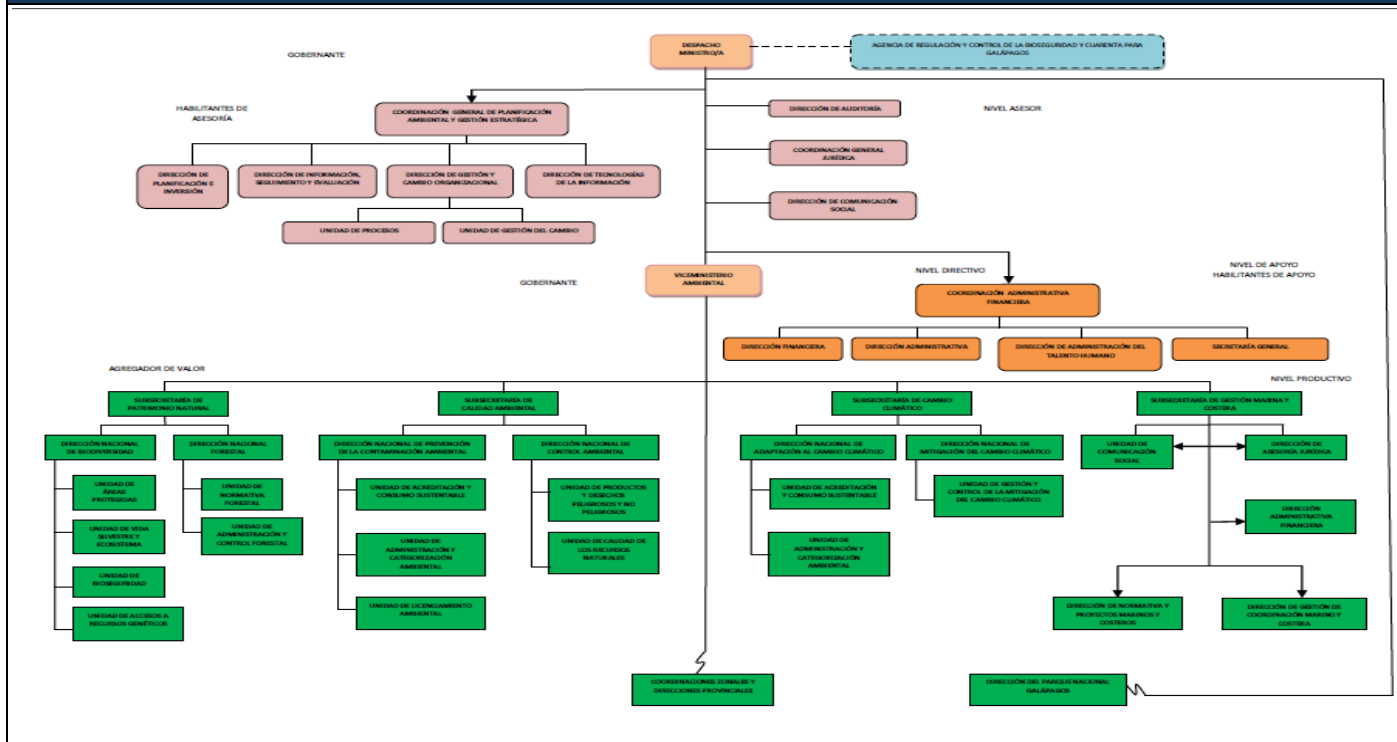 DESPACHO
MINISTRO/A
AGENCIA DE REGULACIÓN Y CONTROL DE LA BIOSEGURIDAD Y CUARENTA PARA
GALÁPAGOS
GOBERNANTE
HABILITANTES DE
ASESORÍA
COORDINACIÓN GENERAL DE PLANIFICACIÓN
AMBIENTAL Y GESTIÓN ESTRATÉGICA
DIRECCIÓN DE AUDITORÍA
NIVEL ASESOR
COORDINACIÓN GENERAL
JURÍDICA
DIRECCIÓN DE
PLANIFICACIÓN E
INVERSIÓN
DIRECCIÓN DE INFORMACIÓN,
SEGUIMIENTO Y EVALUACIÓN
DIRECCIÓN DE GESTIÓN Y
CAMBIO ORGANIZACIONAL
DIRECCIÓN DE TECNOLOGÍAS
DE LA INFORMACIÓN
DIRECCIÓN DE COMUNICACIÓN
SOCIAL
UNIDAD DE PROCESOS
UNIDAD DE GESTIÓN DEL CAMBIO
GOBERNANTE
VICEMINISTERIO
AMBIENTAL
NIVEL DIRECTIVO
NIVEL DE APOYO
HABILITANTES DE APOYO
COORDINACIÓN ADMINISTRATIVA
FINANCIERA
DIRECCIÓN FINANCIERA
DIRECCIÓN ADMINISTRATIVA
DIRECCIÓN DE ADMINISTRACIÓN DEL
TALENTO HUMANO
SECRETARÍA GENERAL
AGREGADOR DE VALOR
NIVEL PRODUCTIVO
SUBSECRETARÍA DE
PATRIMONIO NATURAL
SUBSECRETARÍA DE
CALIDAD AMBIENTAL
SUBSECRETARÍA DE CAMBIO
CLIMÁTICO
SUBSECRETARÍA DE GESTIÓN MARINA Y
COSTERA
DIRECCIÓN NACIONAL
DE BIODIVERSIDAD
DIRECCIÓN NACIONAL
FORESTAL
DIRECCIÓN NACIONAL DE PREVENCIÓN
DE LA CONTAMINACIÓN AMBIENTAL
DIRECCIÓN NACIONAL DE
CONTROL AMBIENTAL
DIRECCIÓN NACIONAL DE
ADAPTACIÓN AL CAMBIO CLIMÁTICO
DIRECCIÓN NACIONAL DE
MITIGACIÓN DEL CAMBIO CLIMÁTICO
UNIDAD DE
COMUNICACIÓN
SOCIAL
DIRECCIÓN DE
ASESORÍA JURÍDICA
UNIDAD DE
ÁREAS
PROTEGIDAS
UNIDAD DE
NORMATIVA
FORESTAL
UNIDAD DE ACREDITACIÓN Y
CONSUMO SUSTENTABLE
UNIDAD DE PRODUCTOS
Y DESECHOS
PELIGROSOS Y NO
PELIGROSOS
UNIDAD DE ACREDITACIÓN
Y CONSUMO SUSTENTABLE
UNIDAD DE GESTIÓN Y
CONTROL DE LA MITIGACIÓN
DEL CAMBIO CLIMÁTICO
DIRECCIÓN
ADMINISTRATIVA
FINANCIERA
UNIDAD DE VIDA
SILVESTRE Y
ECOSISTEMA
UNIDAD DE
ADMINISTRACIÓN Y
CONTROL FORESTAL
UNIDAD DE
ADMINISTRACIÓN Y
CATEGORIZACIÓN
AMBIENTAL
UNIDAD DE CALIDAD DE
LOS RECURSOS
NATURALES
UNIDAD DE
ADMINISTRACIÓN Y
CATEGORIZACIÓN
AMBIENTAL
UNIDAD DE
BIOSEGURIDAD
UNIDAD DE ACCESOS A
RECURSOS GENÉTICOS
UNIDAD DE LICENCIAMIENTO
AMBIENTAL
DIRECCIÓN DE NORMATIVA Y
PROYECTOS MARINOS Y
COSTEROS
DIRECCIÓN DE GESTIÓN DE
COORDINACIÓN MARINO Y
COSTERA
COORDINACIONES ZONALES Y
DIRECCIONES PROVINCIALES
DIRECCIÓN DEL PARQUE NACIONAL
GALÁPAGOS